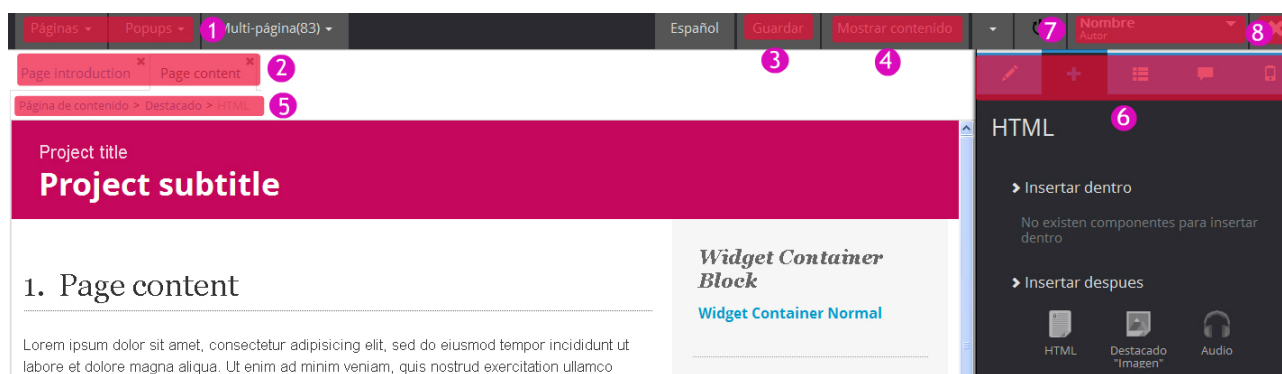 Páginas Popups 1 Multi-página(83) Español Guardar Mostrar contenido 7 Nombre 8
Autor
3 4
Page introduction Page content 2
Página de contenido > Destacado > HTML 5
6
HTML
Project title
Project subtitle
Insertar dentro
No existen componentes para insertar
dentro
Widget Container
Block
Insertar despues
1. Page content
Widget Container Normal
HTML Destacado Audio
"Imagen"
Lorem ipsum dolor sit amet, consectetur adipisicing elit, sed do eiusmod tempor incididunt ut
labore et dolore magna aliqua. Ut enim ad minim veniam, quis nostrud exercitation ullamco